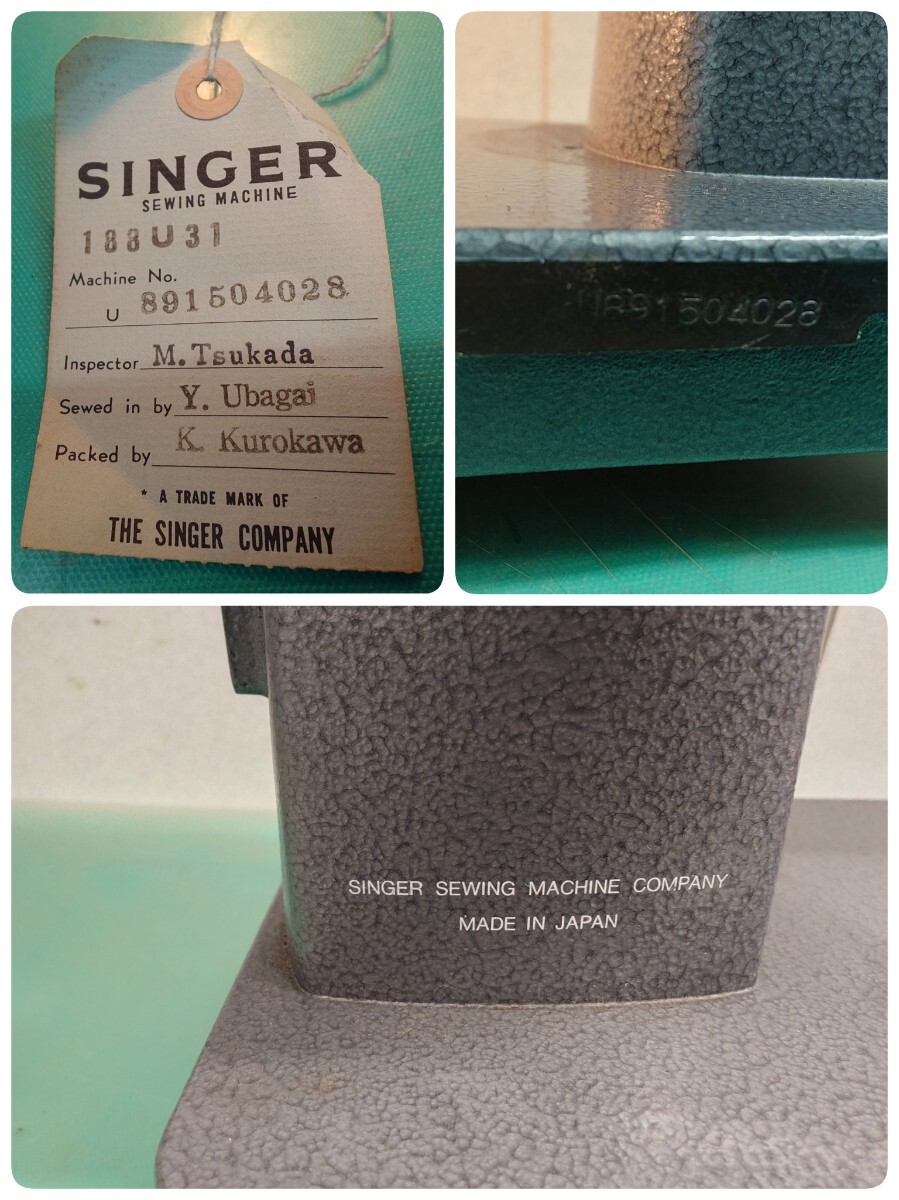 SINGER
SEWING MACHINE
188U31
Machine No.
U 891504028
Inspector M. Tsukada
Sewed in by Y. Ubagai
Packed by K. Kurokawa
* A TRADE MARK OF
THE SINGER COMPANY
U891504028
SINGER SEWING MACHINE COMPANY
MADE IN JAPAN